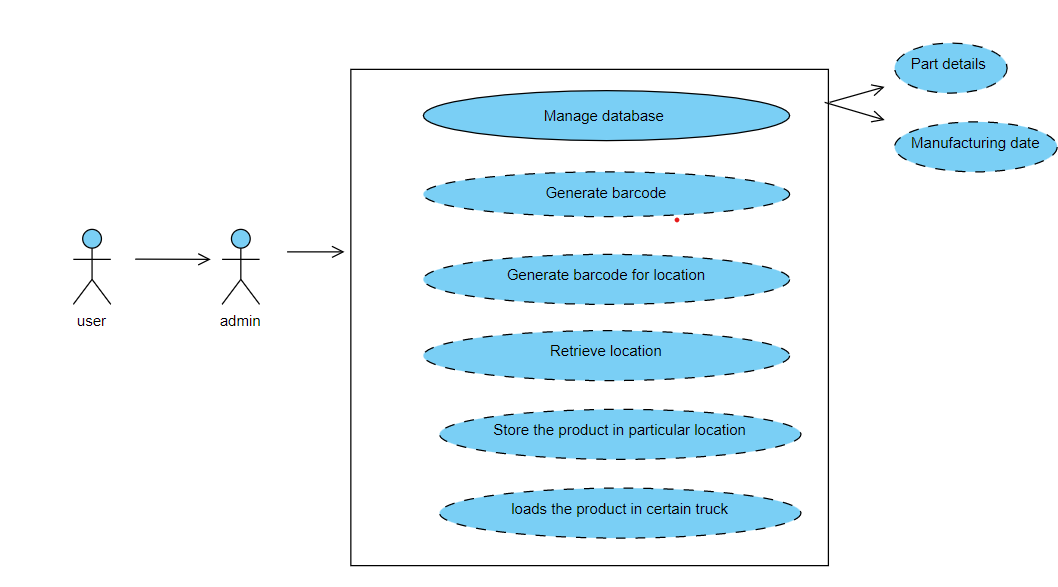 Part details
Manage database
Manufacturing date
Generate barcode
Generate barcode for location
user
admin
Retrieve location
Store the product in particular location
loads the product in certain truck